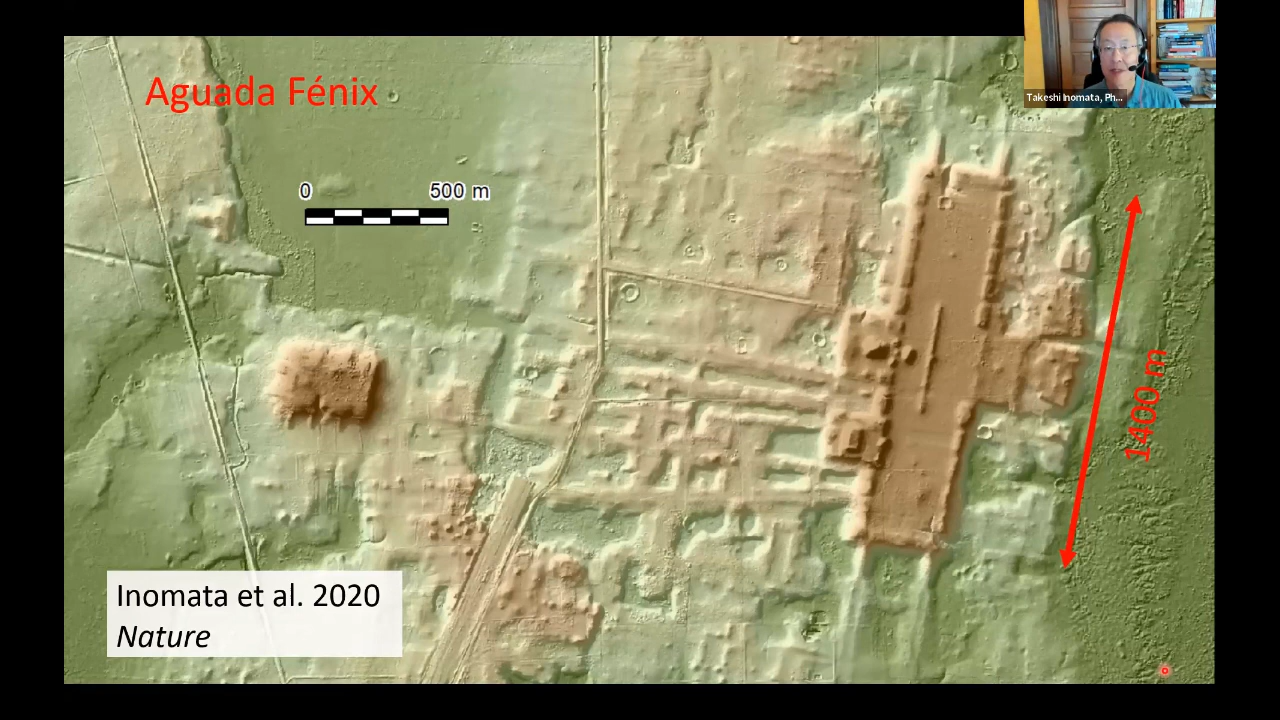 Aguada Fénix
Takeshi Inomata, Ph...
0 500 m
1400 m
Inomata et al. 2020
Nature